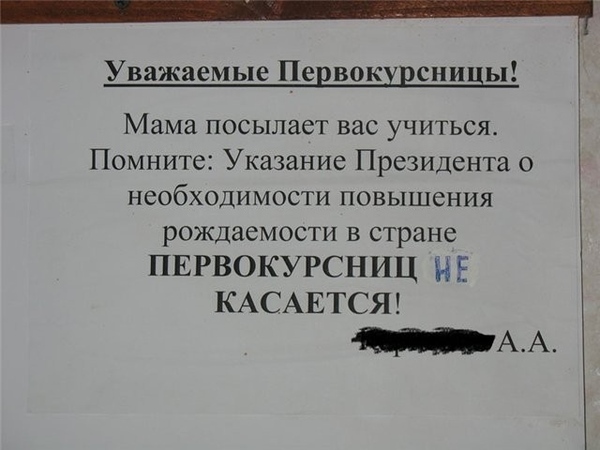 Уважаемые Первокурсницы!
Мама посылает вас учиться.
Помните: Указание Президента о
необходимости повышения
рождаемости в стране
ПЕРВОКУРСНИЦ НЕ
КАСАЕТСЯ!
А.А.